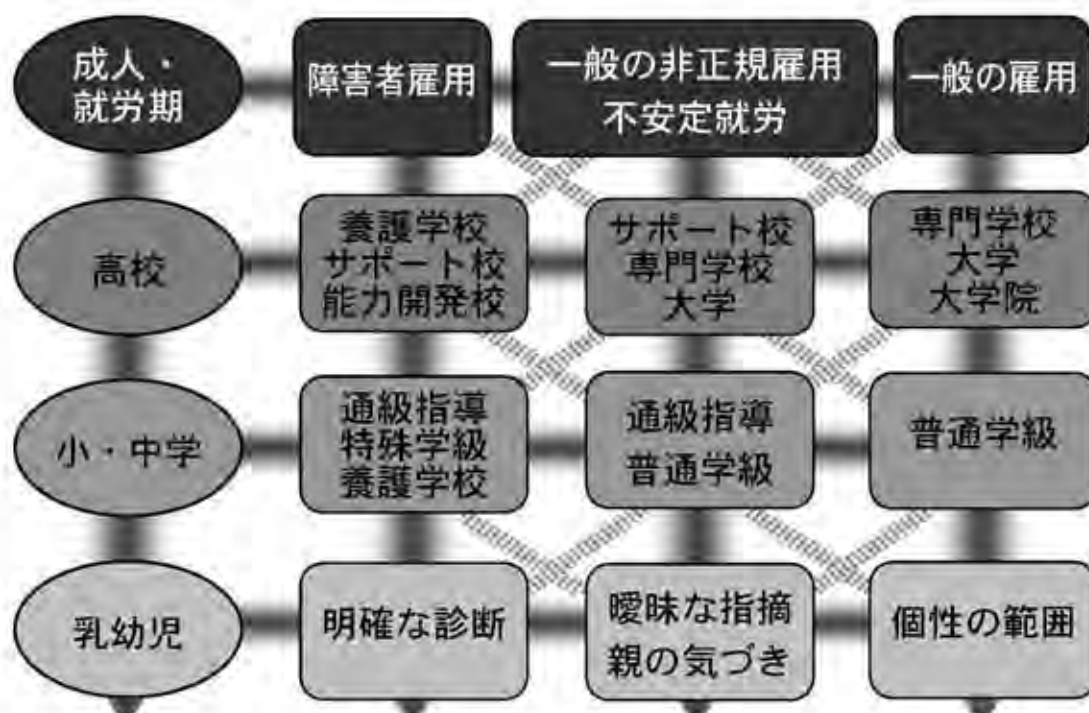 成人・
就労期
障害者雇用
一般の非正規雇用
不安定就労
一般の雇用
高校
養護学校
サポート校
能力開発校
サポート校
専門学校
大学
専門学校
大学
大学院
小・中学
通級指導
特殊学級
養護学校
通級指導
普通学級
普通学級
乳幼児
明確な診断
曖昧な指摘
親の気づき
個性の範囲